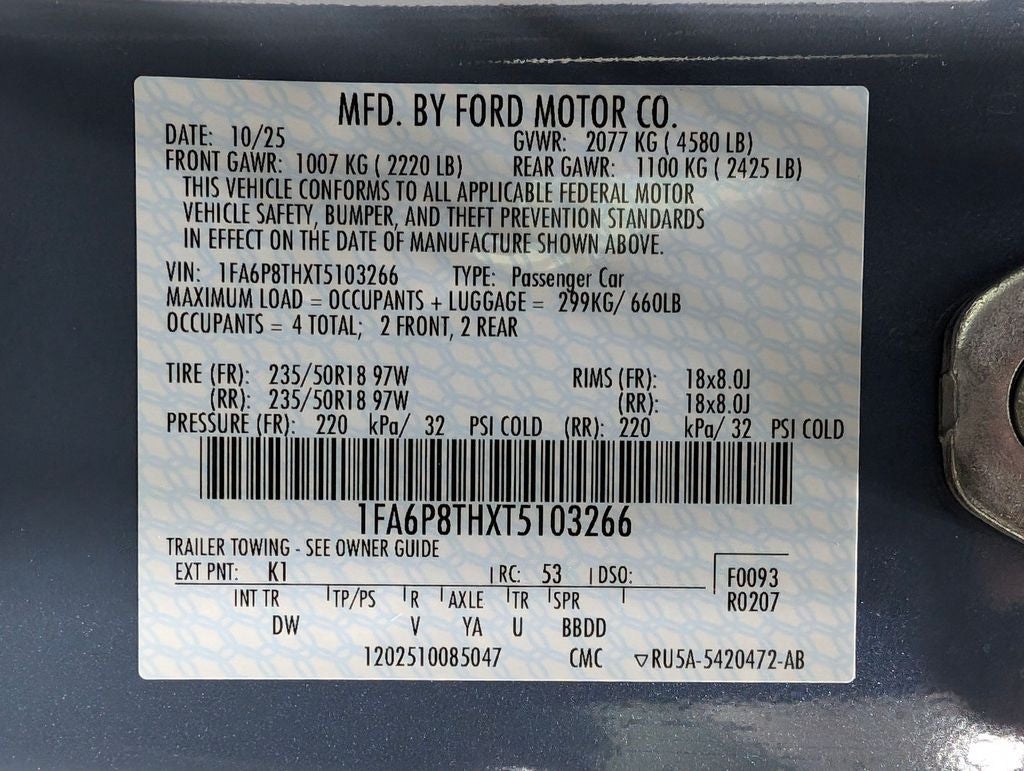 MFD. BY FORD MOTOR CO.
DATE: 10/25 GVWR: 2077 KG ( 4580 LB)
FRONT GAWR: 1007 KG ( 2220 LB) REAR GAWR: 1100 KG ( 2425 LB)
THIS VEHICLE CONFORMS TO ALL APPLICABLE FEDERAL MOTOR
VEHICLE SAFETY, BUMPER, AND THEFT PREVENTION STANDARDS
IN EFFECT ON THE DATE OF MANUFACTURE SHOWN ABOVE.
VIN: 1FA6P8THXT5103266 TYPE: Passenger Car
MAXIMUM LOAD = OCCUPANTS + LUGGAGE = 299KG/ 660LB
OCCUPANTS = 4 TOTAL; 2 FRONT, 2 REAR
TIRE (FR): 235/50R18 97W RIMS (FR): 18x8.0J
(RR): 235/50R18 97W (RR): 18x8.0J
PRESSURE (FR): 220 kPa/ 32 PSI COLD (RR): 220 kPa/ 32 PSI COLD
1FA6P8THXT5103266
TRAILER TOWING - SEE OWNER GUIDE
EXT PNT: K1 RC: 53 DSO: F0093
INT TR TP/PS R AXLE TR SPR R0207
DW V YA U BBDD
1202510085047 CMC ▽RU5A-5420472-AB